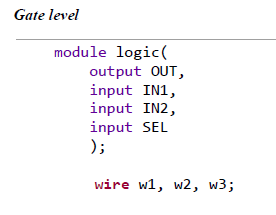 Gate level
module logic(
output OUT,
input IN1,
input IN2,
input SEL
);
wire w1, w2, w3;